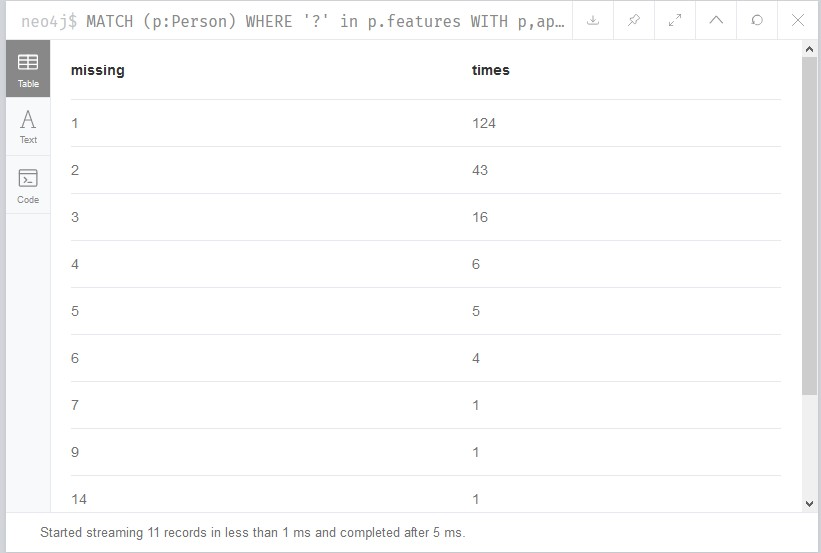 neo4j$ MATCH (p:Person) WHERE '?' in p.features WITH p,ap…
Table
Text
Code
missing times
1 124
2 43
3 16
4 6
5 5
6 4
7 1
9 1
14 1
Started streaming 11 records in less than 1 ms and completed after 5 ms.